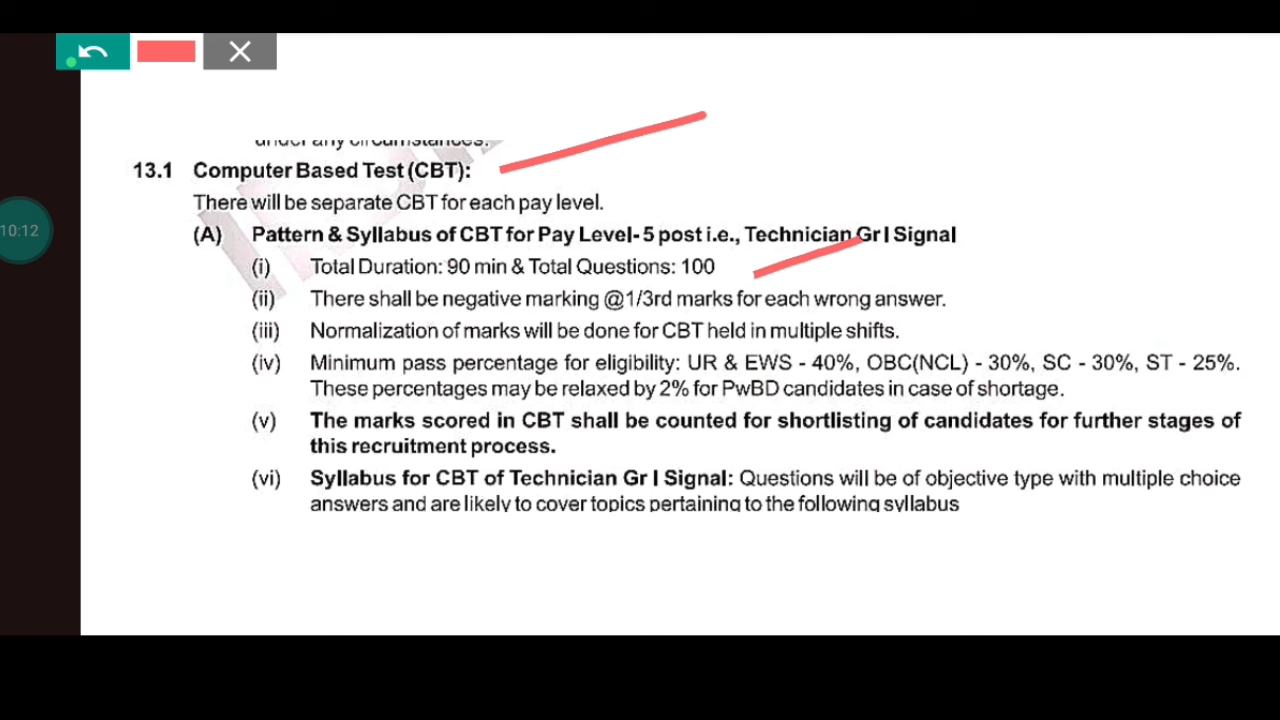 under any circumstances.
13.1 Computer Based Test (CBT):
There will be separate CBT for each pay level.
(A) Pattern & Syllabus of CBT for Pay Level- 5 post i.e., Technician Gr I Signal
(i) Total Duration: 90 min & Total Questions: 100
10:12
(ii) There shall be negative marking @1/3rd marks for each wrong answer.
(iii) Normalization of marks will be done for CBT held in multiple shifts.
(iv) Minimum pass percentage for eligibility: UR & EWS - 40%, OBC(NCL) - 30%, SC - 30%, ST - 25%.
These percentages may be relaxed by 2% for PwBD candidates in case of shortage.
(v) The marks scored in CBT shall be counted for shortlisting of candidates for further stages of
this recruitment process.
(vi) Syllabus for CBT of Technician Gr I Signal: Questions will be of objective type with multiple choice
answers and are likely to cover topics pertaining to the following syllabus